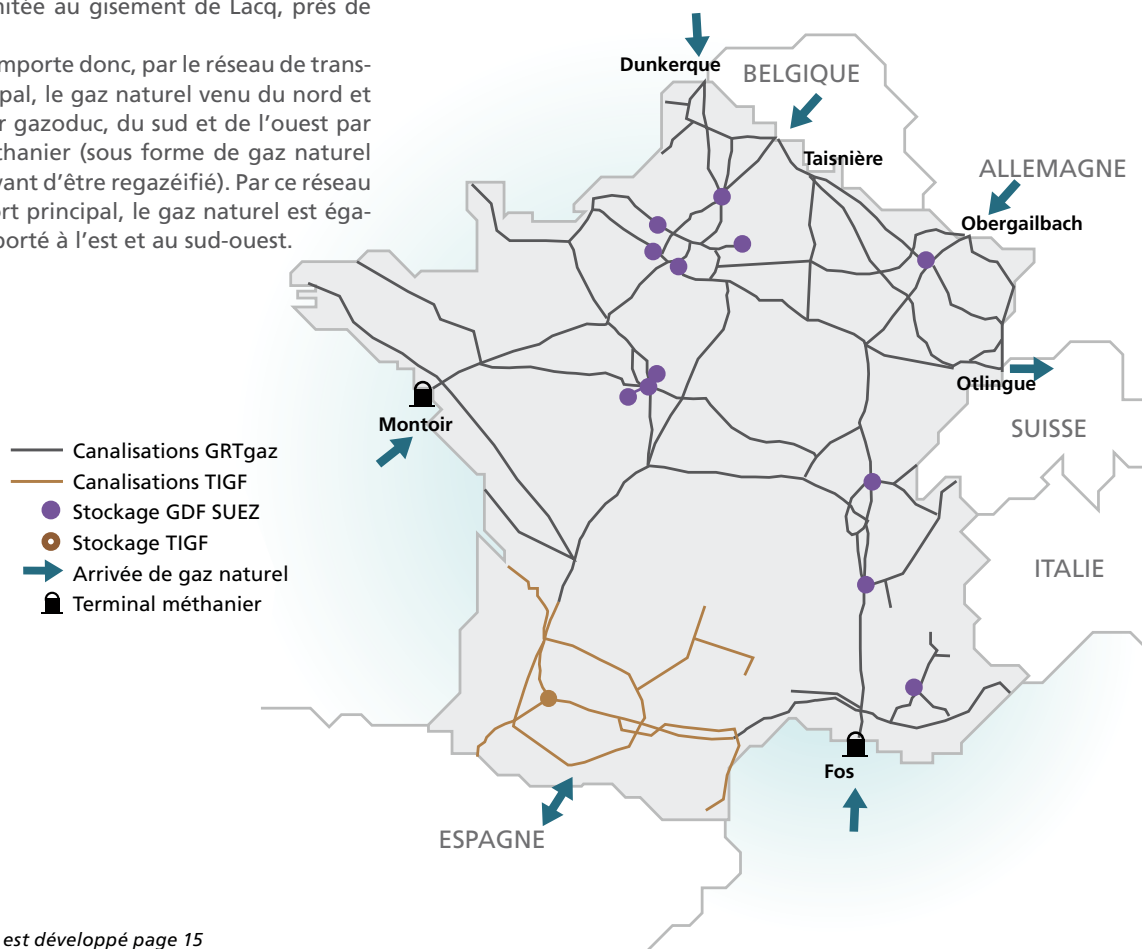 mitée au gisement de Lacq, près de
mporte donc, par le réseau de trans-
pal, le gaz naturel venu du nord et
r gazoduc, du sud et de l’ouest par
thanier (sous forme de gaz naturel
vant d’être regazéifié). Par ce réseau
rt principal, le gaz naturel est éga-
porté à l’est et au sud-ouest.
Dunkerque
BELGIQUE
Taisnière
ALLEMAGNE
Obergailbach
Otlingue
SUISSE
Montoir
Canalisations GRTgaz
Canalisations TIGF
Stockage GDF SUEZ
Stockage TIGF
Arrivée de gaz naturel
Terminal méthanier
ITALIE
Fos
ESPAGNE
est développé page 15